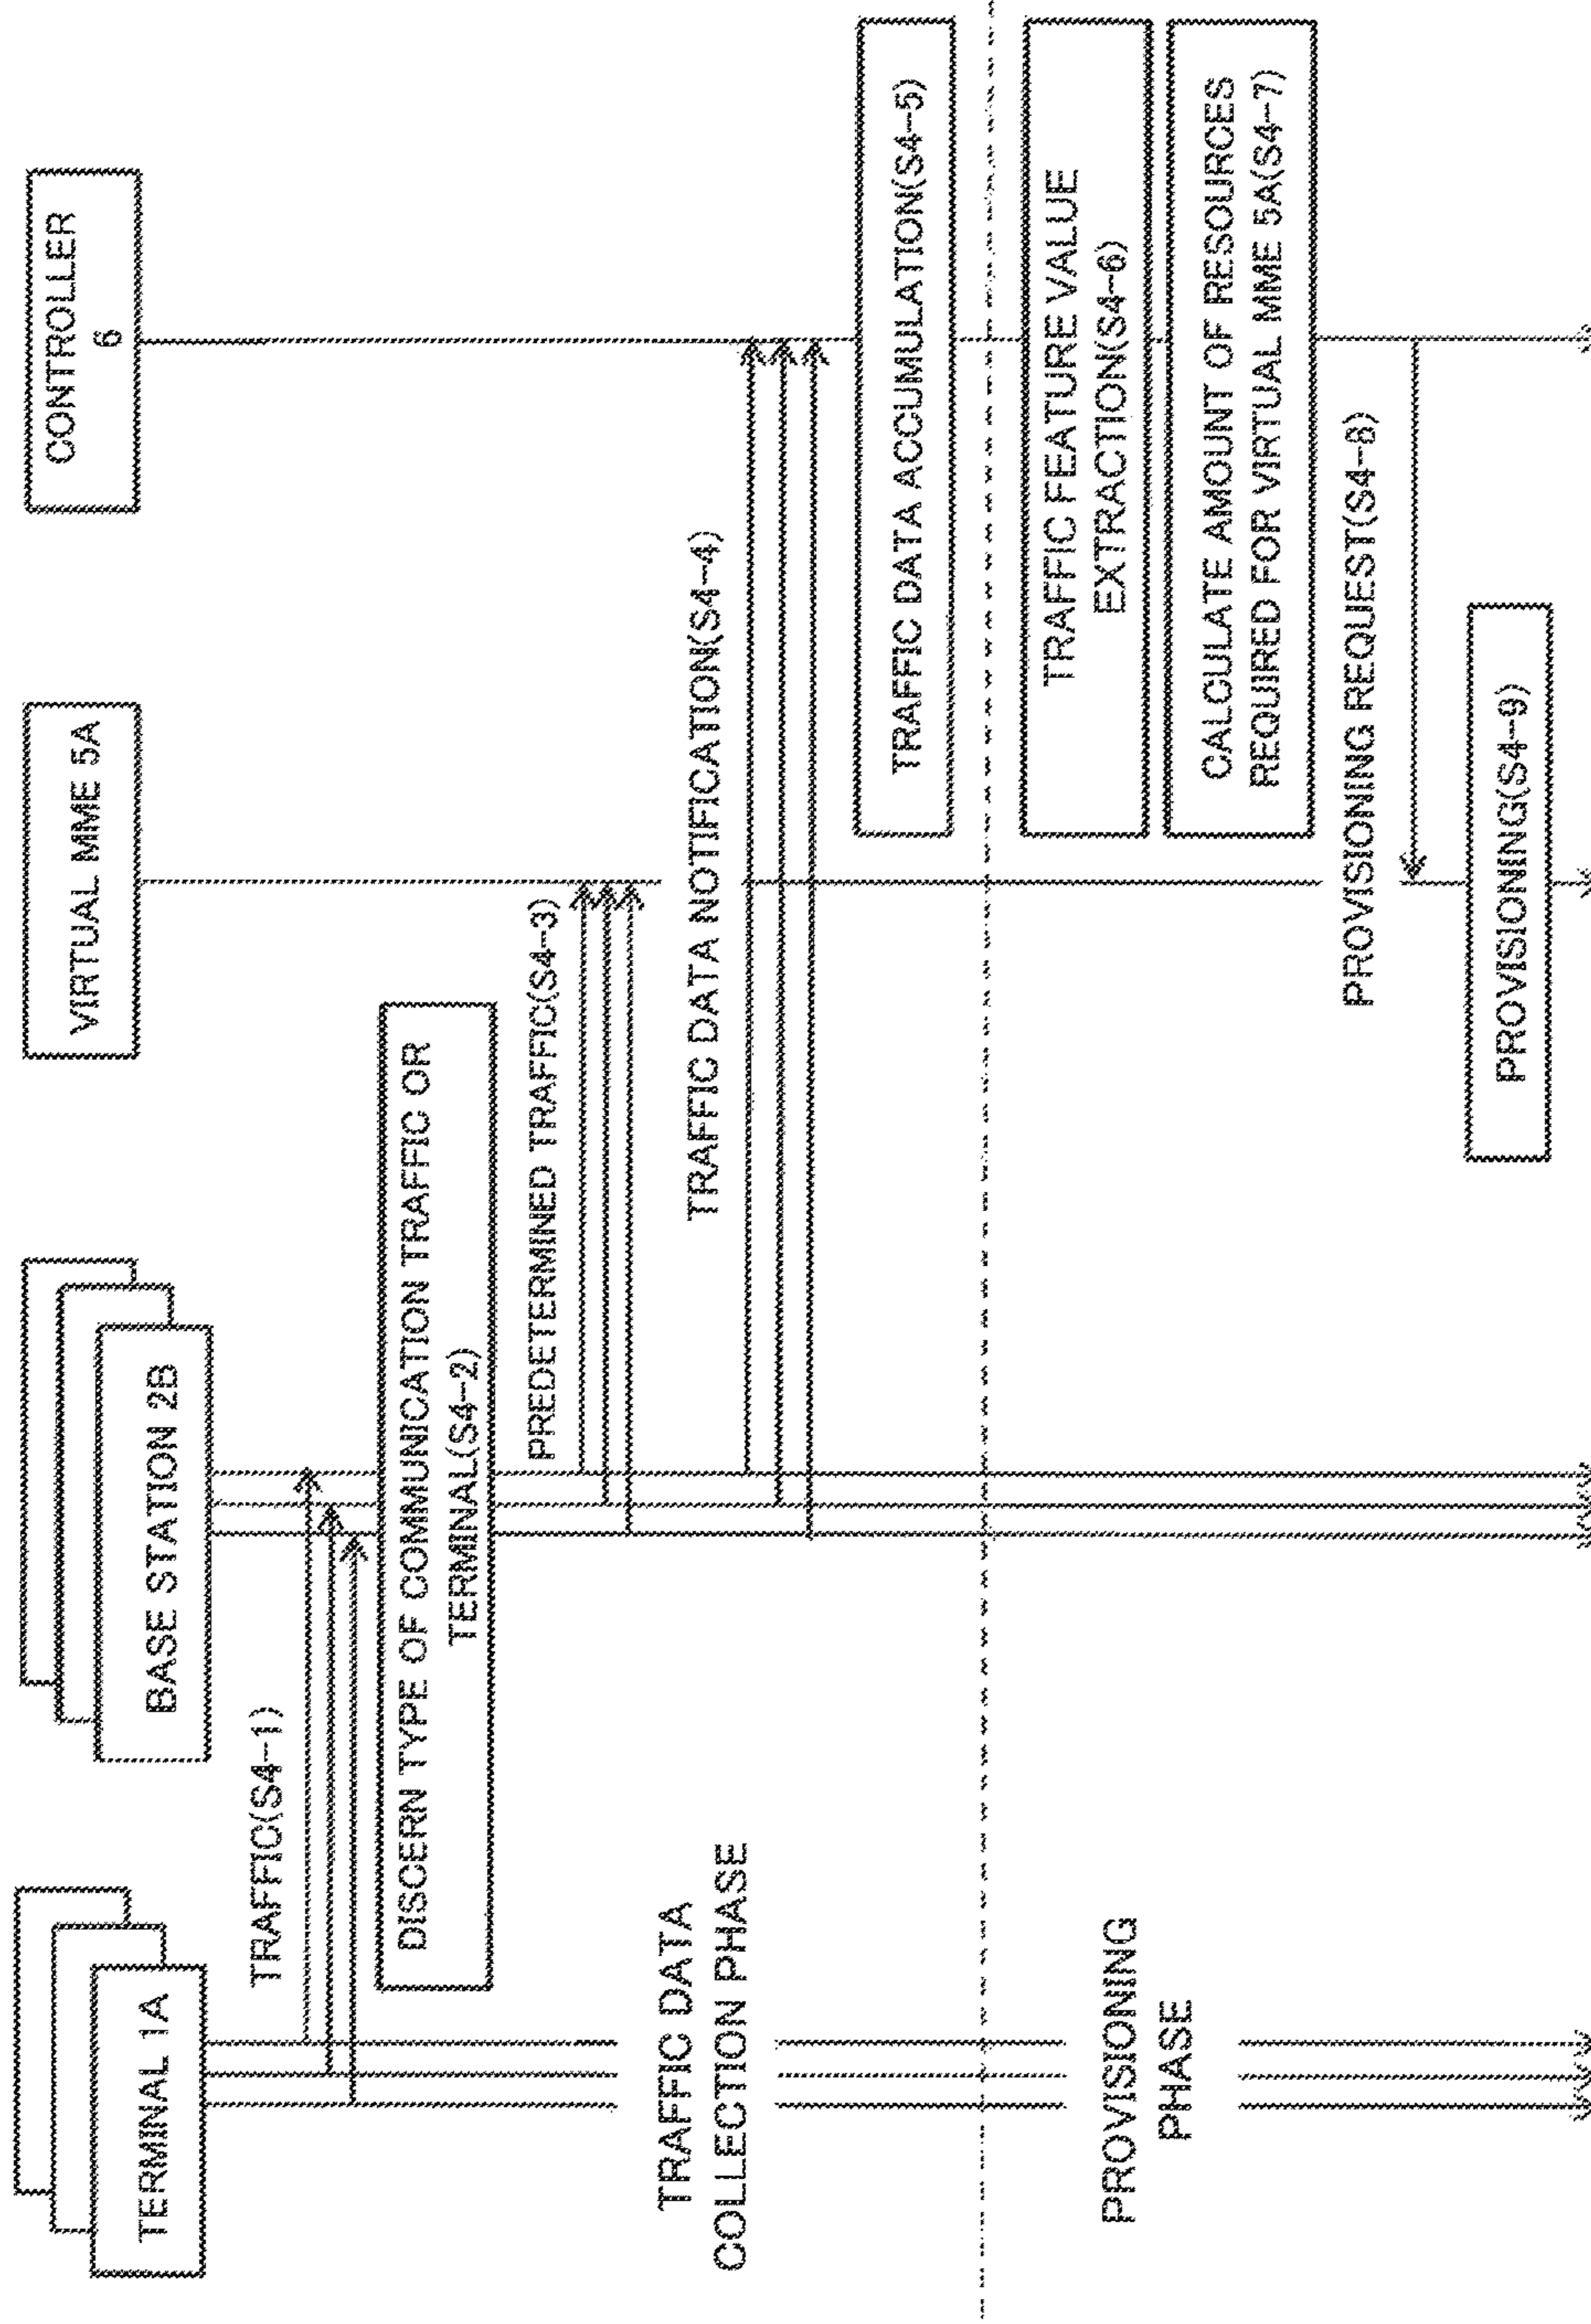 TERMINAL 1A
BASE STATION 2B
VIRTUAL MME 5A
CONTROLLER
6
TRAFFIC(S4-1)
DISCERN TYPE OF COMMUNICATION TRAFFIC OR
TERMINAL(S4-2)
PREDETERMINED TRAFFIC(S4-3)
TRAFFIC DATA
COLLECTION PHASE
TRAFFIC DATA NOTIFICATION(S4-4)
TRAFFIC DATA ACCUMULATION(S4-5)
PROVISIONING
PHASE
TRAFFIC FEATURE VALUE
EXTRACTION(S4-6)
CALCULATE AMOUNT OF RESOURCES
REQUIRED FOR VIRTUAL MME 5A(S4-7)
PROVISIONING REQUEST(S4-8)
PROVISIONING(S4-9)